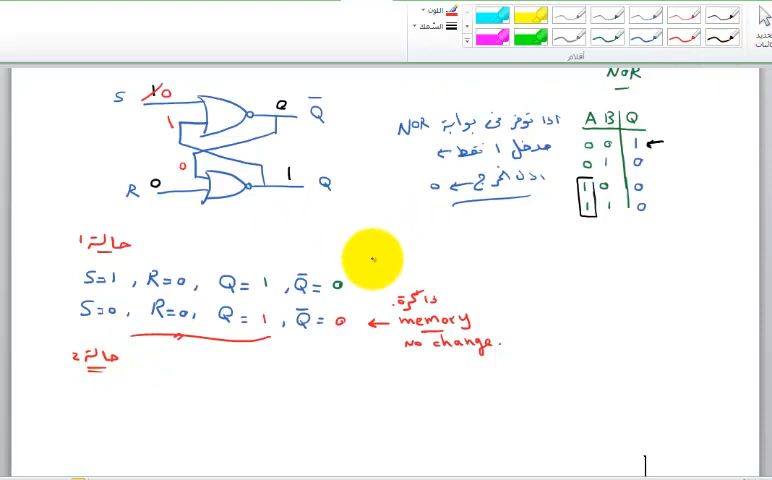 اللون
السُمك
أقلام
تحديد
NOR
S 1 0 0 Q̄
1
0
R 0 1 Q
اذا توفر في بوابة NOR
مدخل 1 فقط ←
اذن الخرج ← 0
A B Q
0 0 1 ←
0 1 0
1 0 0
1 1 0
حالة 1
S=1 , R=0, Q= 1 , Q̄= 0
S=0, R=0, Q= 1 , Q̄= 0 ← memory
ذاكرة.
no change.
حالة 2